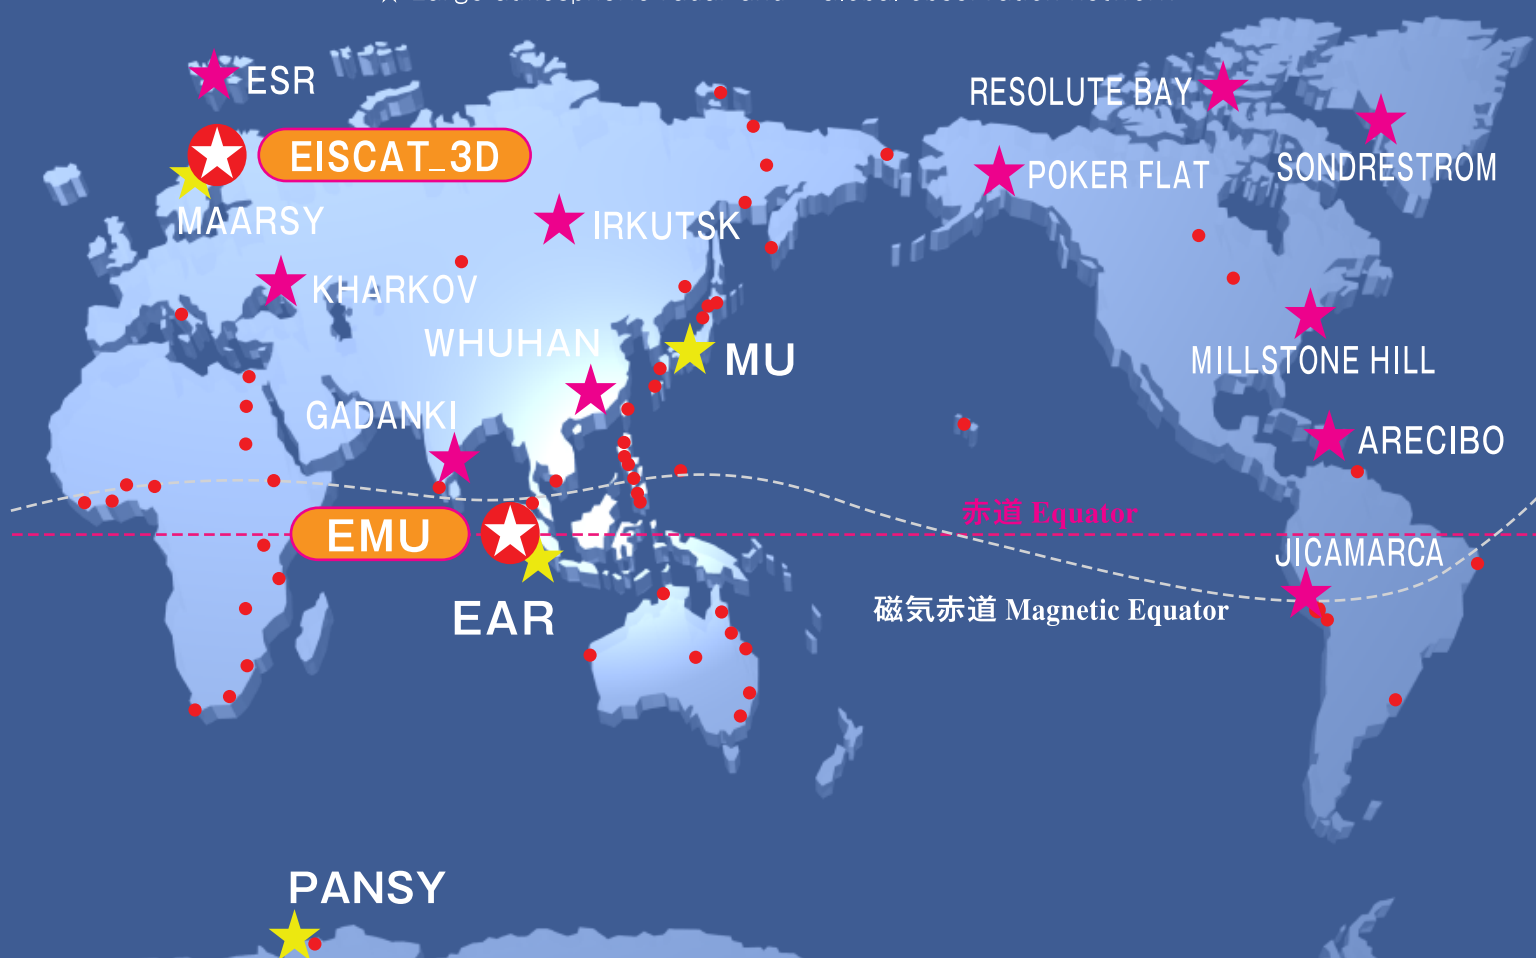 ESR
RESOLUTE BAY
EISCAT_3D
SONDRESTROM
POKER FLAT
MAARSY
IRKUTSK
KHARKOV
WHUHAN
MU
MILLSTONE HILL
GADANKI
ARECIBO
赤道 Equator
EMU
JICAMARCA
EAR
磁気赤道 Magnetic Equator
PANSY